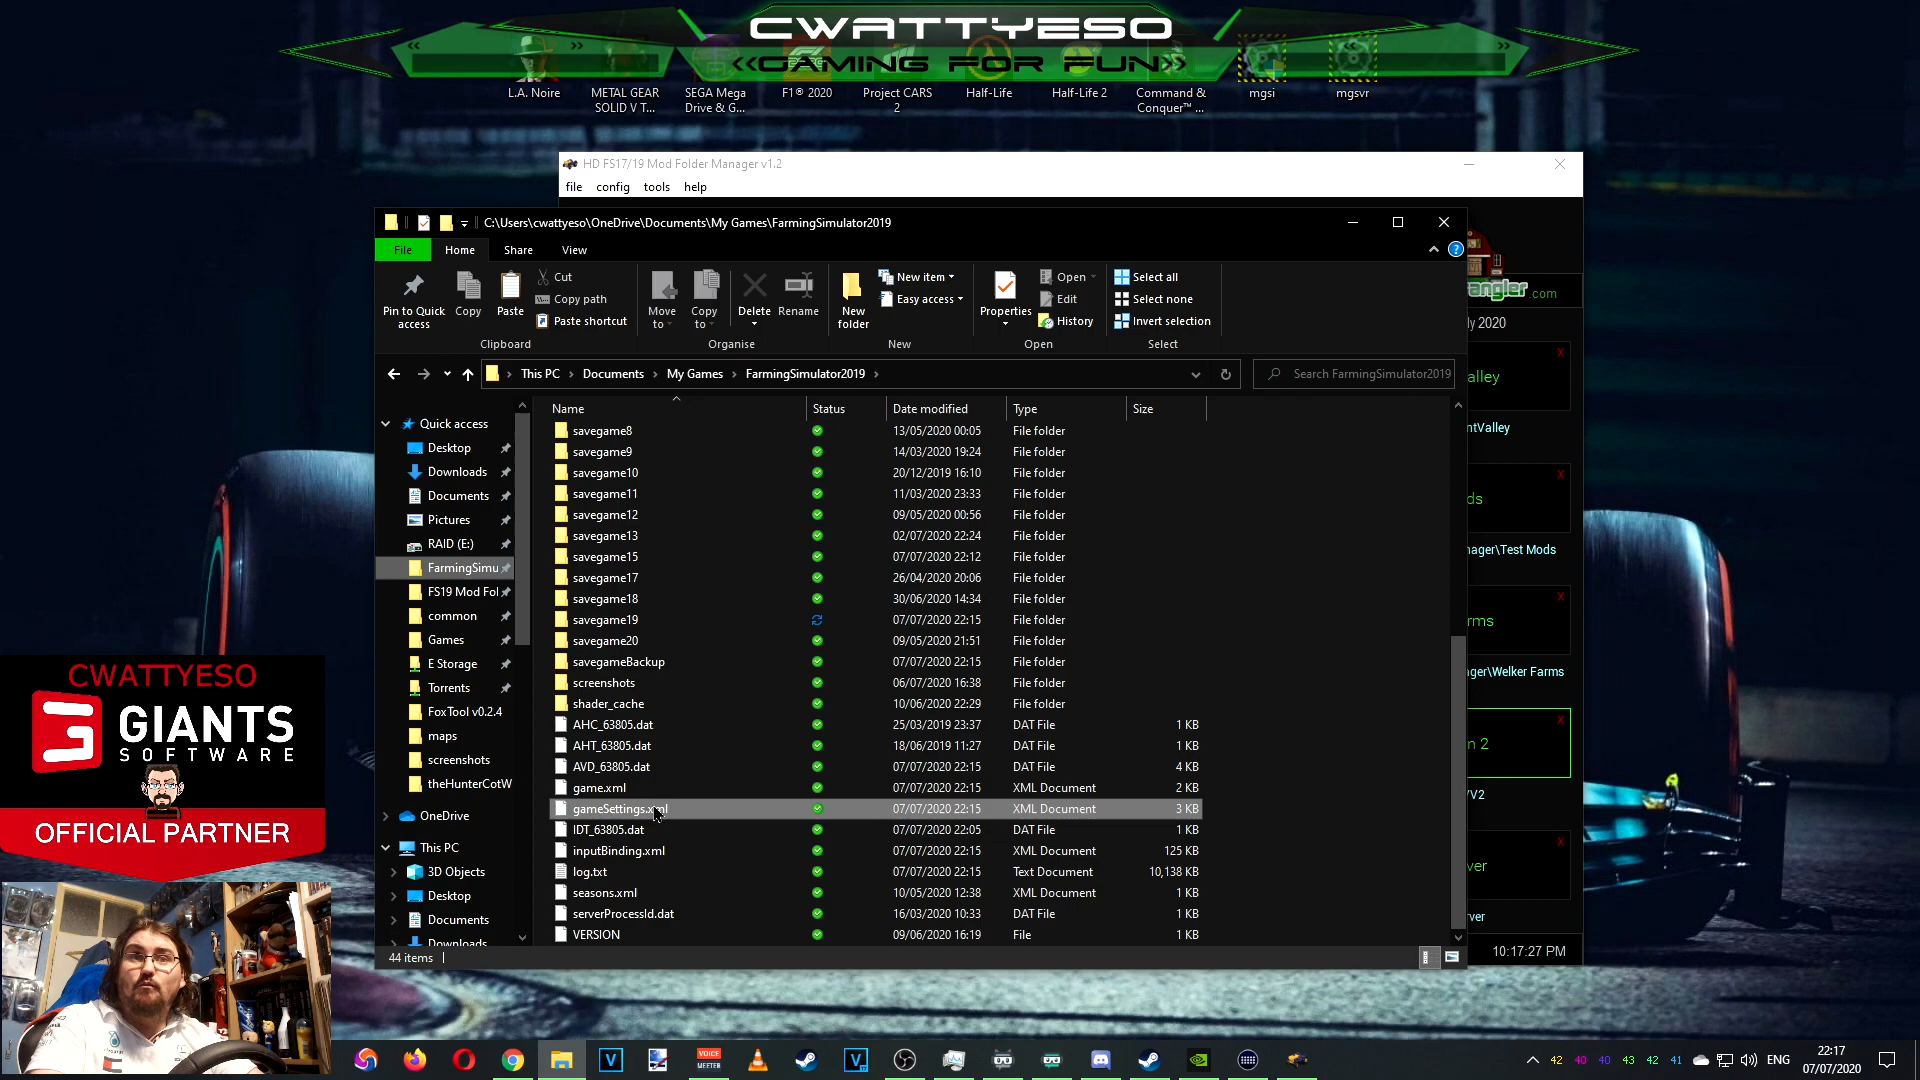 CWATTYESO
<<GAMING FOR FUN>>
L.A. Noire
METAL GEAR SOLID V T...
SEGA Mega Drive & G...
F1® 2020
Project CARS 2
Half-Life
Half-Life 2
Command & Conquer™ ...
mgsi
mgsvr
HD FS17/19 Mod Folder Manager v1.2
file config tools help
C:\Users\cwattyeso\OneDrive\Documents\My Games\FarmingSimulator2019
File Home Share View
Pin to Quick access
Copy
Paste
Cut
Copy path
Paste shortcut
Clipboard
Move to
Copy to
Delete
Rename
Organise
New folder
New item
Easy access
New
Properties
Open
Edit
History
Open
Select all
Select none
Invert selection
Select
This PC > Documents > My Games > FarmingSimulator2019 >
Search FarmingSimulator2019
Quick access
Desktop
Downloads
Documents
Pictures
RAID (E:)
FarmingSimu
FS19 Mod Fol
common
Games
E Storage
Torrents
FoxTool v0.2.4
maps
screenshots
theHunterCotW
OneDrive
This PC
3D Objects
Desktop
Documents
Downloads
Name Status Date modified Type Size
savegame8 13/05/2020 00:05 File folder
savegame9 14/03/2020 19:24 File folder
savegame10 20/12/2019 16:10 File folder
savegame11 11/03/2020 23:33 File folder
savegame12 09/05/2020 00:56 File folder
savegame13 02/07/2020 22:24 File folder
savegame15 07/07/2020 22:12 File folder
savegame17 26/04/2020 20:06 File folder
savegame18 30/06/2020 14:34 File folder
savegame19 07/07/2020 22:15 File folder
savegame20 09/05/2020 21:51 File folder
savegameBackup 07/07/2020 22:15 File folder
screenshots 06/07/2020 16:38 File folder
shader_cache 10/06/2020 22:29 File folder
AHC_63805.dat 25/03/2019 23:37 DAT File 1 KB
AHT_63805.dat 18/06/2019 11:27 DAT File 1 KB
AVD_63805.dat 07/07/2020 22:15 DAT File 4 KB
game.xml 07/07/2020 22:15 XML Document 2 KB
gameSettings.xml 07/07/2020 22:15 XML Document 3 KB
IDT_63805.dat 07/07/2020 22:05 DAT File 1 KB
inputBinding.xml 07/07/2020 22:15 XML Document 125 KB
log.txt 07/07/2020 22:15 Text Document 10,138 KB
seasons.xml 10/05/2020 12:38 XML Document 1 KB
serverProcessId.dat 16/03/2020 10:33 DAT File 1 KB
VERSION 09/06/2020 16:19 File 1 KB
44 items
angler.com
ly 2020
x
alley
ntValley
x
ds
nager\Test Mods
x
rms
ager\Welker Farms
x
n 2
V2
x
ver
rver
10:17:27 PM
CWATTYESO
GIANTS
SOFTWARE
OFFICIAL PARTNER
VOICE MEETER
42 40 40 43 42 41
ENG
22:17
07/07/2020